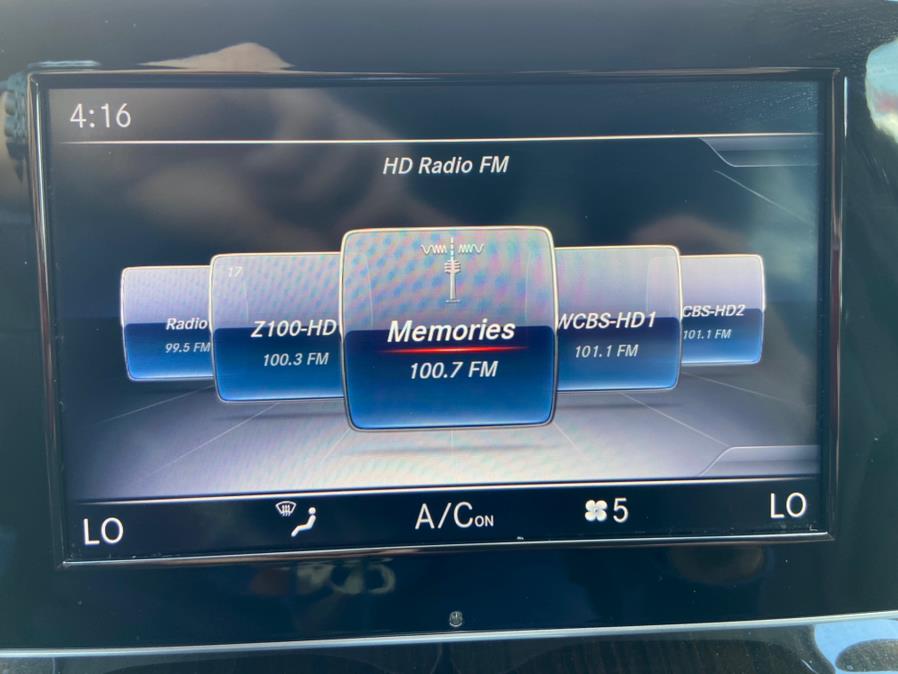 4:16
HD Radio FM
17
Radio
99.5 FM
Z100-HD
100.3 FM
Memories
100.7 FM
WCBS-HD1
101.1 FM
CBS-HD2
101.1 FM
LO
A/C ON
5
LO